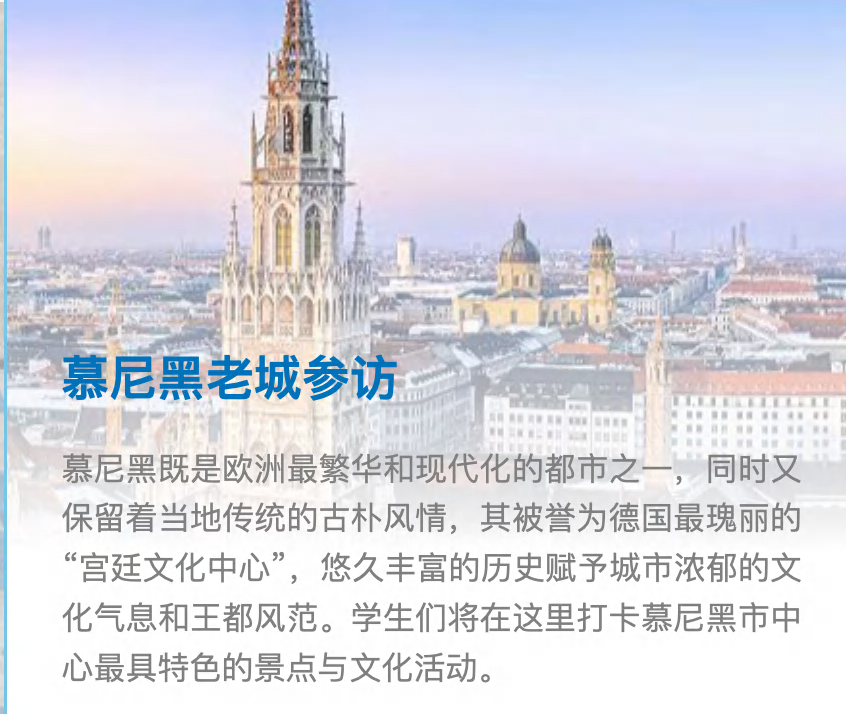 慕尼黑老城参访
慕尼黑既是欧洲最繁华和现代化的都市之一，同时又
保留着当地传统的古朴风情，其被誉为德国最瑰丽的
“宫廷文化中心”，悠久丰富的历史赋予城市浓郁的文
化气息和王都风范。学生们将在这里打卡慕尼黑市中
心最具特色的景点与文化活动。